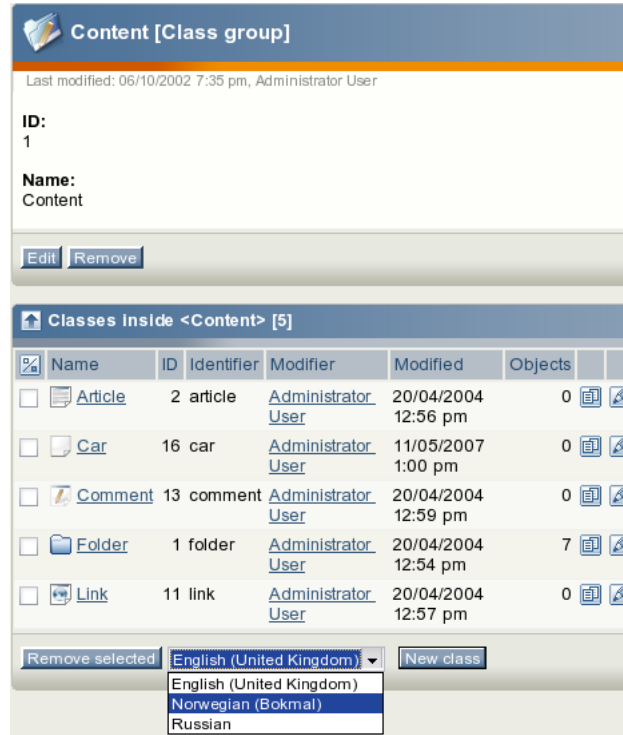 Content [Class group]
Last modified: 06/10/2002 7:35 pm, Administrator User
ID:
1
Name:
Content
Edit Remove
Classes inside <Content> [5]
Name ID Identifier Modifier Modified Objects
Article 2 article Administrator User 20/04/2004 12:56 pm 0
Car 16 car Administrator User 11/05/2007 1:00 pm 0
Comment 13 comment Administrator User 20/04/2004 12:59 pm 0
Folder 1 folder Administrator User 20/04/2004 12:54 pm 7
Link 11 link Administrator User 20/04/2004 12:57 pm 0
Remove selected English (United Kingdom) New class
English (United Kingdom)
Norwegian (Bokmal)
Russian